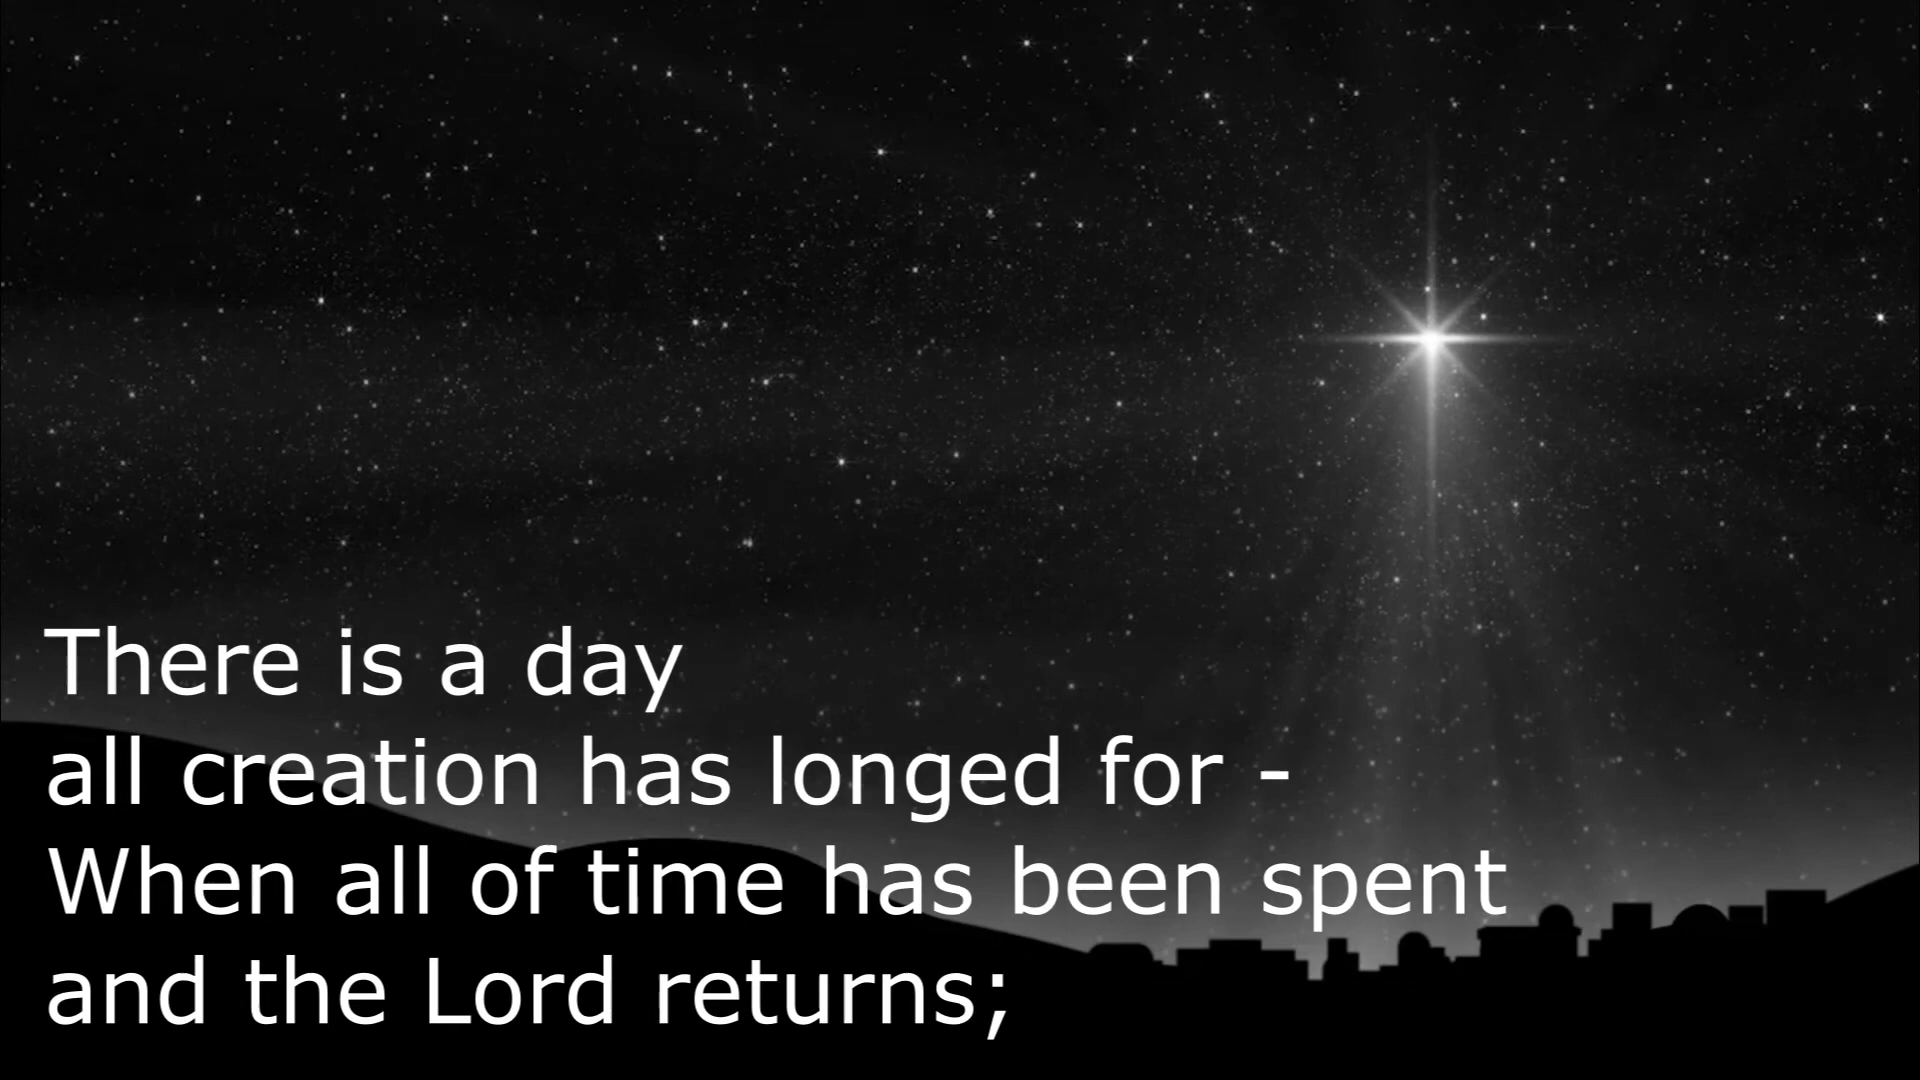 There is a day
all creation has longed for -
When all of time has been spent
and the Lord returns;